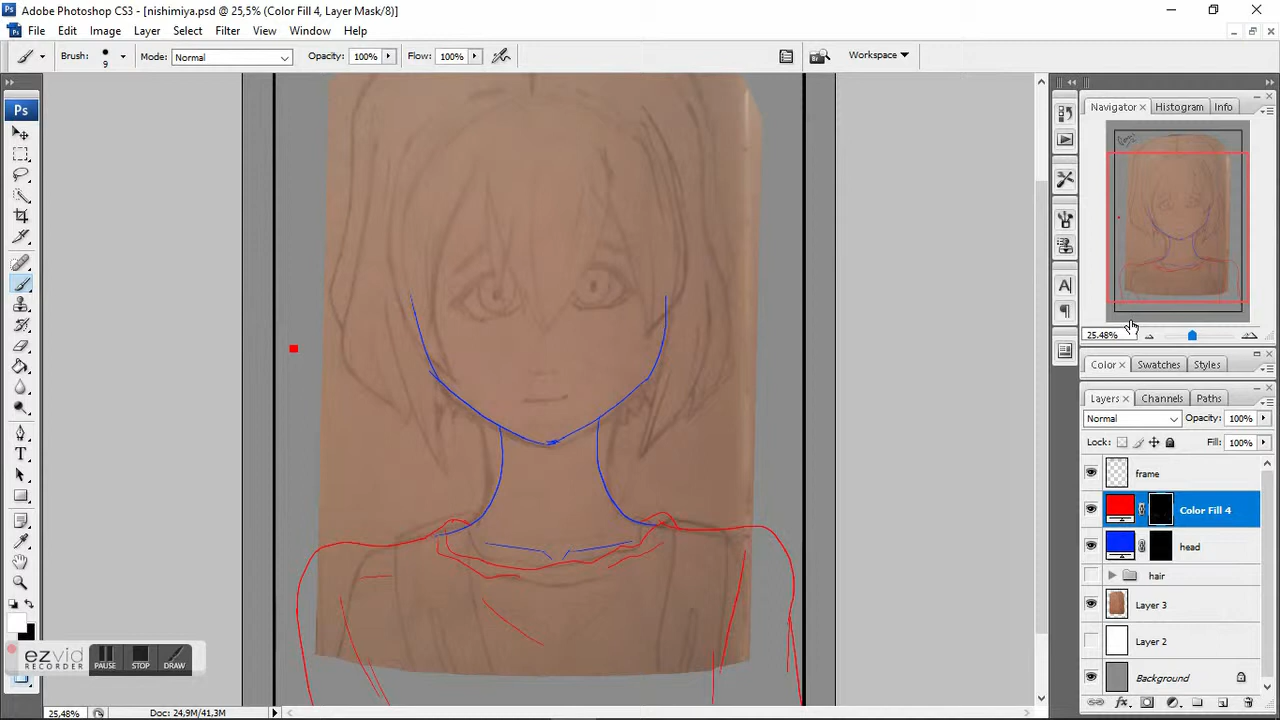 Adobe Photoshop CS3 - [nishimiya.psd @ 25,5% (Color Fill 4, Layer Mask/8)]
Ps File Edit Image Layer Select Filter View Window Help
Brush: 9 Mode: Normal Opacity: 100% Flow: 100% Workspace
Ps
Navigator × Histogram Info
25.48%
Color × Swatches Styles
Layers × Channels Paths
Normal Opacity: 100%
Lock: Fill: 100%
frame
Color Fill 4
head
hair
Layer 3
Layer 2
Background
T
A
ezvid
RECORDER
PAUSE STOP DRAW
25,48% Doc: 24,9M/41,3M